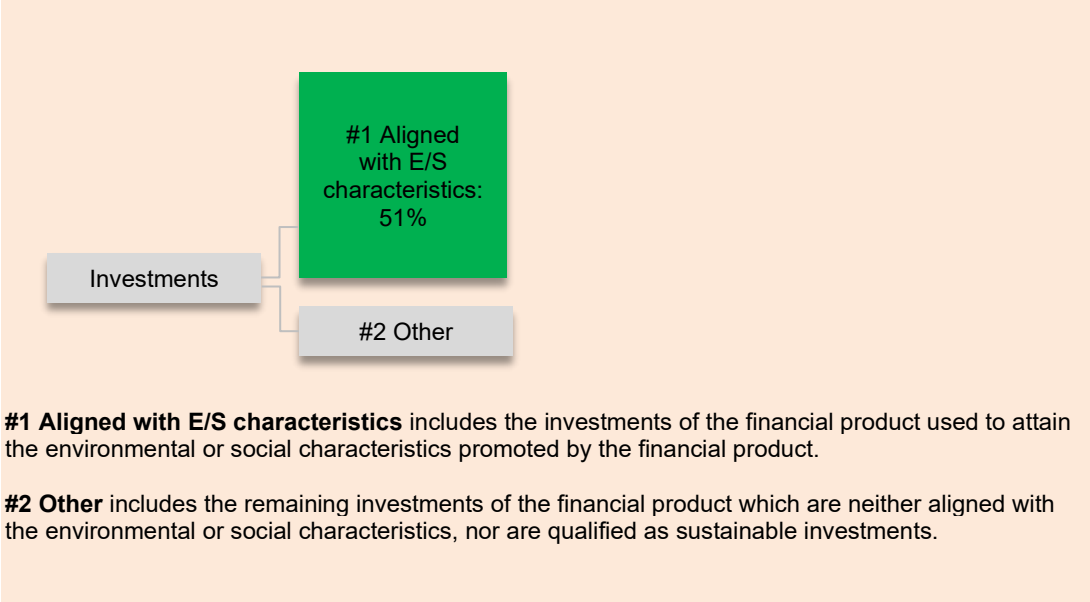 #1 Aligned
with E/S
characteristics:
51%
Investments
#2 Other
#1 Aligned with E/S characteristics includes the investments of the financial product used to attain
the environmental or social characteristics promoted by the financial product.
#2 Other includes the remaining investments of the financial product which are neither aligned with
the environmental or social characteristics, nor are qualified as sustainable investments.